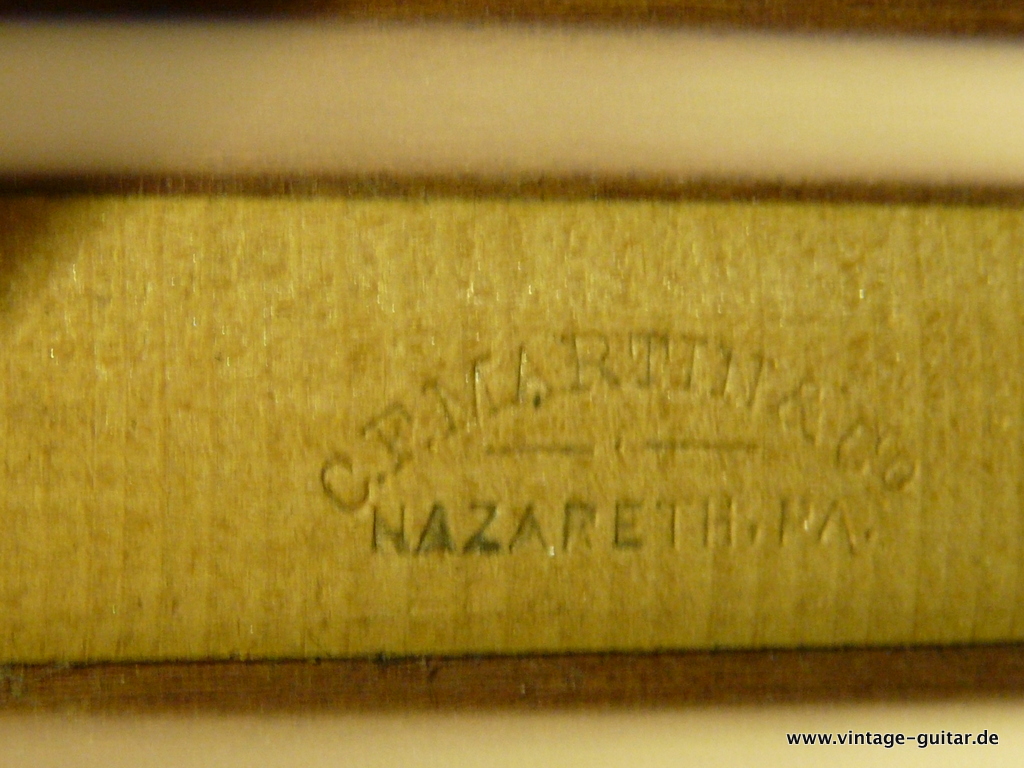 C.F. MARTIN & Co
NAZARETH, PA.
www.vintage-guitar.de